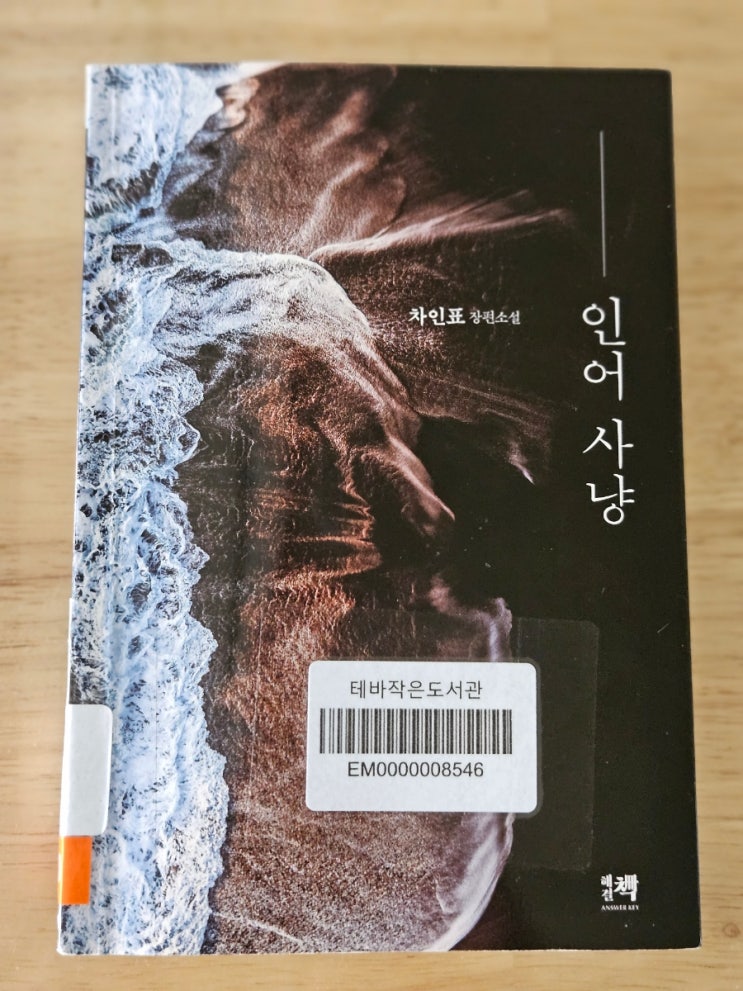 차인표 장편소설
인어 사냥
테바작은도서관
EM0000008546
해결책
ANSWER KEY